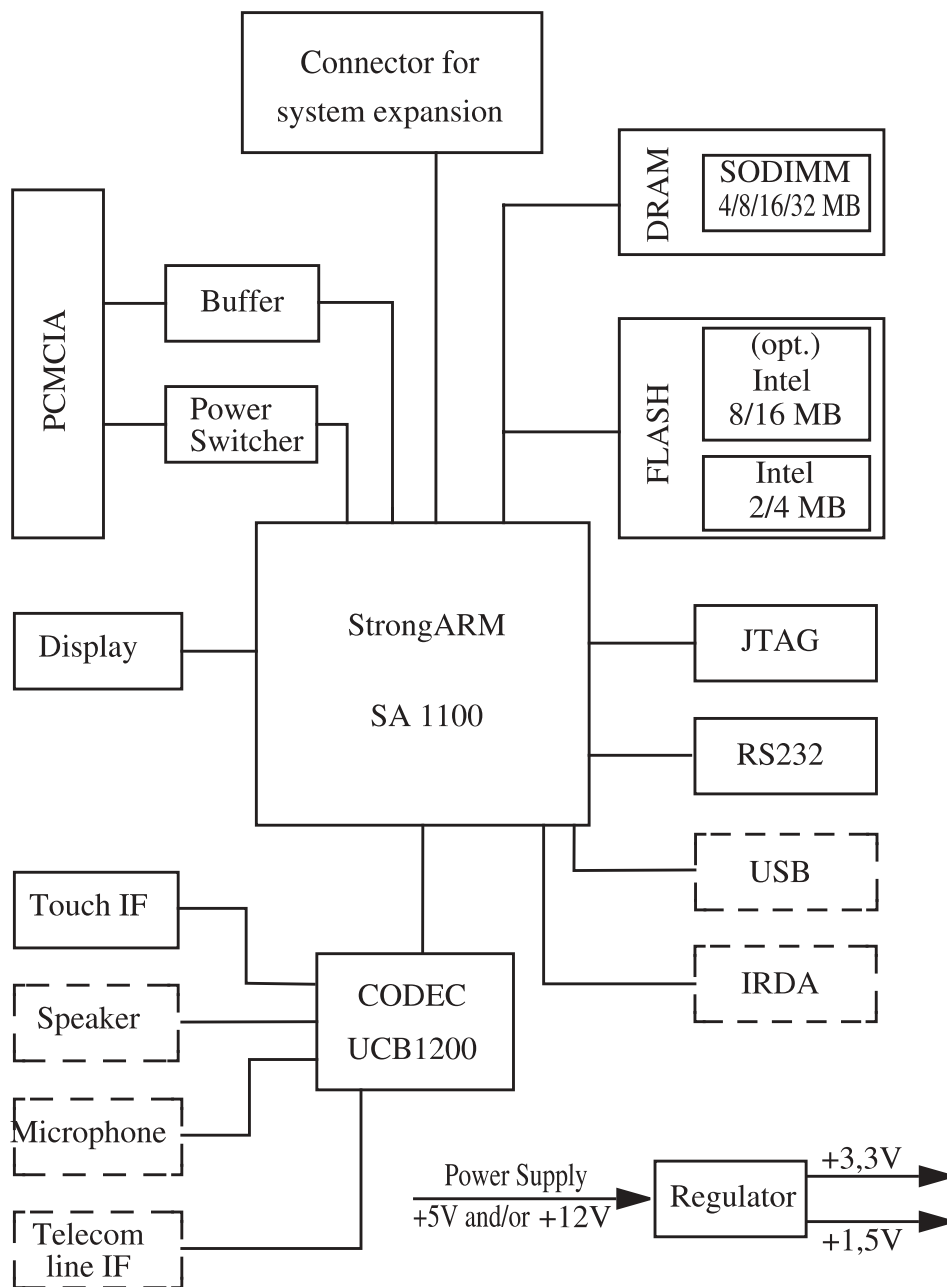 Connector for
system expansion
DRAM
SODIMM
4/8/16/32 MB
PCMCIA
Buffer
Power
Switcher
FLASH
(opt.)
Intel
8/16 MB
Intel
2/4 MB
StrongARM
SA 1100
Display
JTAG
RS232
USB
IRDA
Touch IF
Speaker
Microphone
Telecom
line IF
CODEC
UCB1200
Power Supply
+5V and/or +12V
Regulator
+3,3V
+1,5V